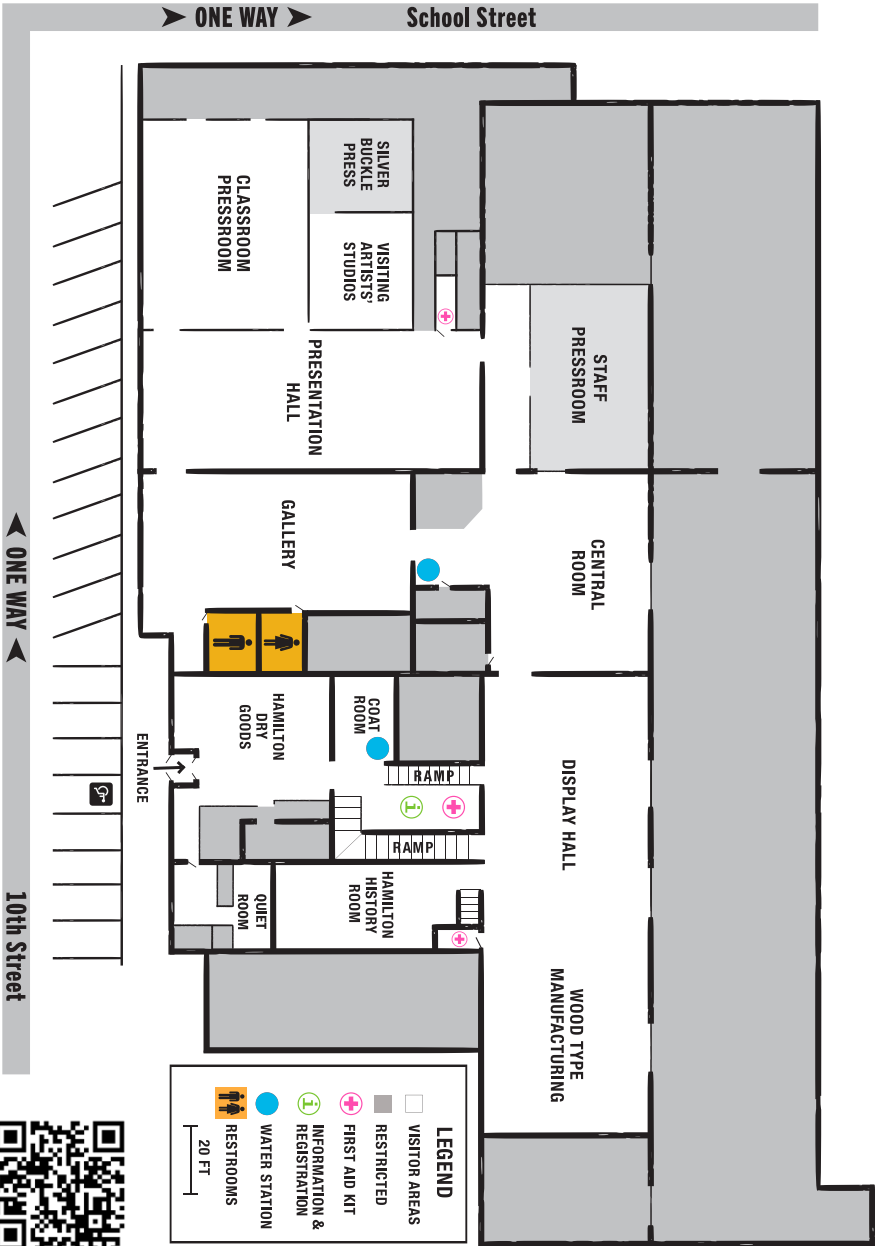 ONE WAY
School Street
SILVER
BUCKLE
PRESS
CLASSROOM
PRESSROOM
VISITING
ARTISTS'
STUDIOS
STAFF
PRESSROOM
PRESENTATION
HALL
GALLERY
CENTRAL
ROOM
HAMILTON
DRY
GOODS
COAT
ROOM
ENTRANCE
RAMP
RAMP
DISPLAY HALL
QUIET
ROOM
HAMILTON
HISTORY
ROOM
WOOD TYPE
MANUFACTURING
ONE WAY
10th Street
LEGEND
VISITOR AREAS
RESTRICTED
FIRST AID KIT
INFORMATION &
REGISTRATION
WATER STATION
RESTROOMS
20 FT